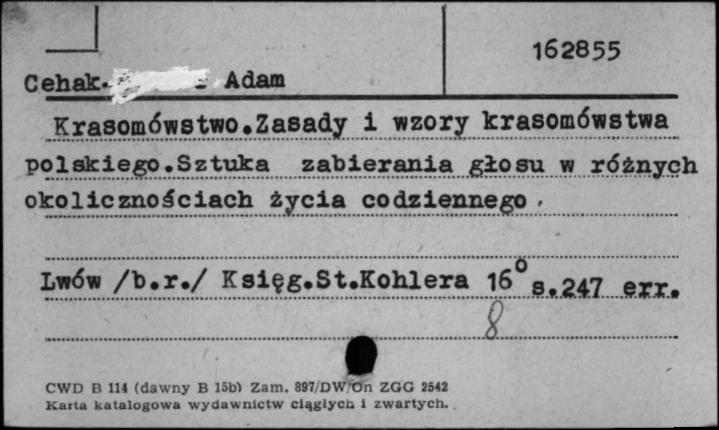 162855
Cehak. Adam
Krasomówstwo.Zasady i wzory krasomówstwa
polskiego.Sztuka zabierania głosu w różnych
okolicznościach życia codziennego.
Lwów /b.r./ Księg.St.Kohlera 16° s.247 err.
8
CWD B 114 (dawny B 15b) Zam. 897/DW/On ZGG 2542
Karta katalogowa wydawnictw ciągłych i zwartych.